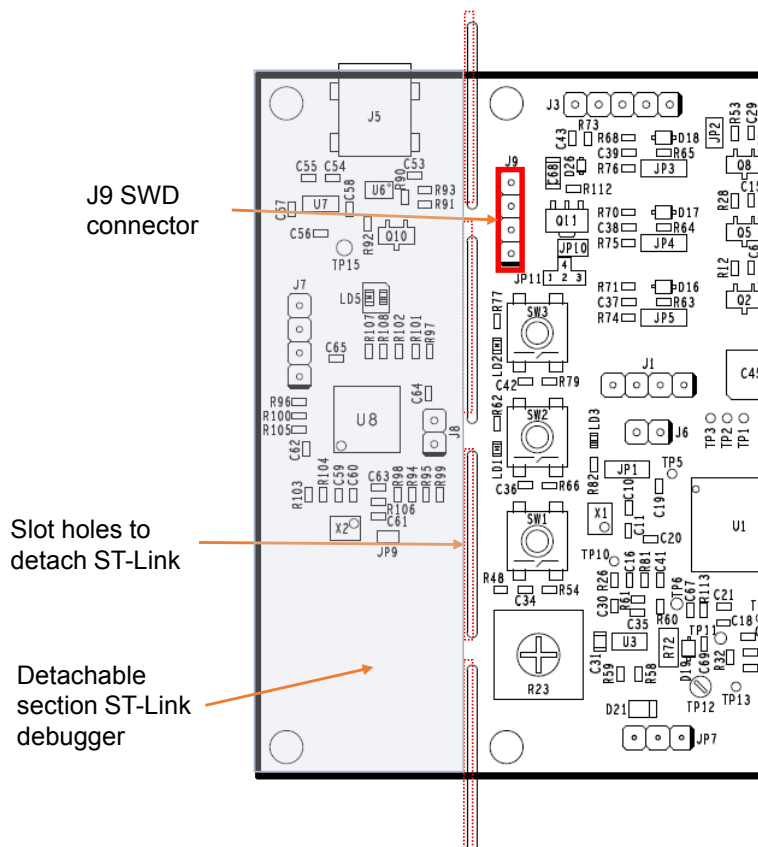 J5
J3
R73
C43
R68
D18
JP2
R53
C29
C39
R65
Q8
J9
C68
D26
R76
JP3
C55
C54
C53
R90
U6
R93
R91
R112
C57
U7
C58
R28
C15
J9 SWD
connector
Q11
R70
D17
C38
R64
C56
R92
Q10
JP10
R75
JP4
Q5
TP15
4
JP11
1 2 3
R12
C6
J7
LD5
R71
D16
C37
R63
R74
JP5
Q2
R77
SW3
R107
R108
R102
R101
R97
C65
LD2
J1
C45
C42
R79
R96
R100
R105
U8
C64
J8
R62
SW2
LD3
J6
TP3
TP2
TP1
C62
LD1
R82
JP1
TP5
R103
R104
C59
C60
C63
R98
R94
R95
R99
C36
R66
C10
C19
R106
C61
X2
JP9
X1
C11
U1
Slot holes to
detach ST-Link
SW1
C20
TP10
C16
R81
C41
R48
C34
R54
R26
TP6
C67
R113
C21
C30
R61
C35
R60
TP11
C18
T
Detachable
section ST-Link
debugger
C31
U3
R72
D19
C69
R32
R23
R59
R58
TP12
TP13
D21
JP7